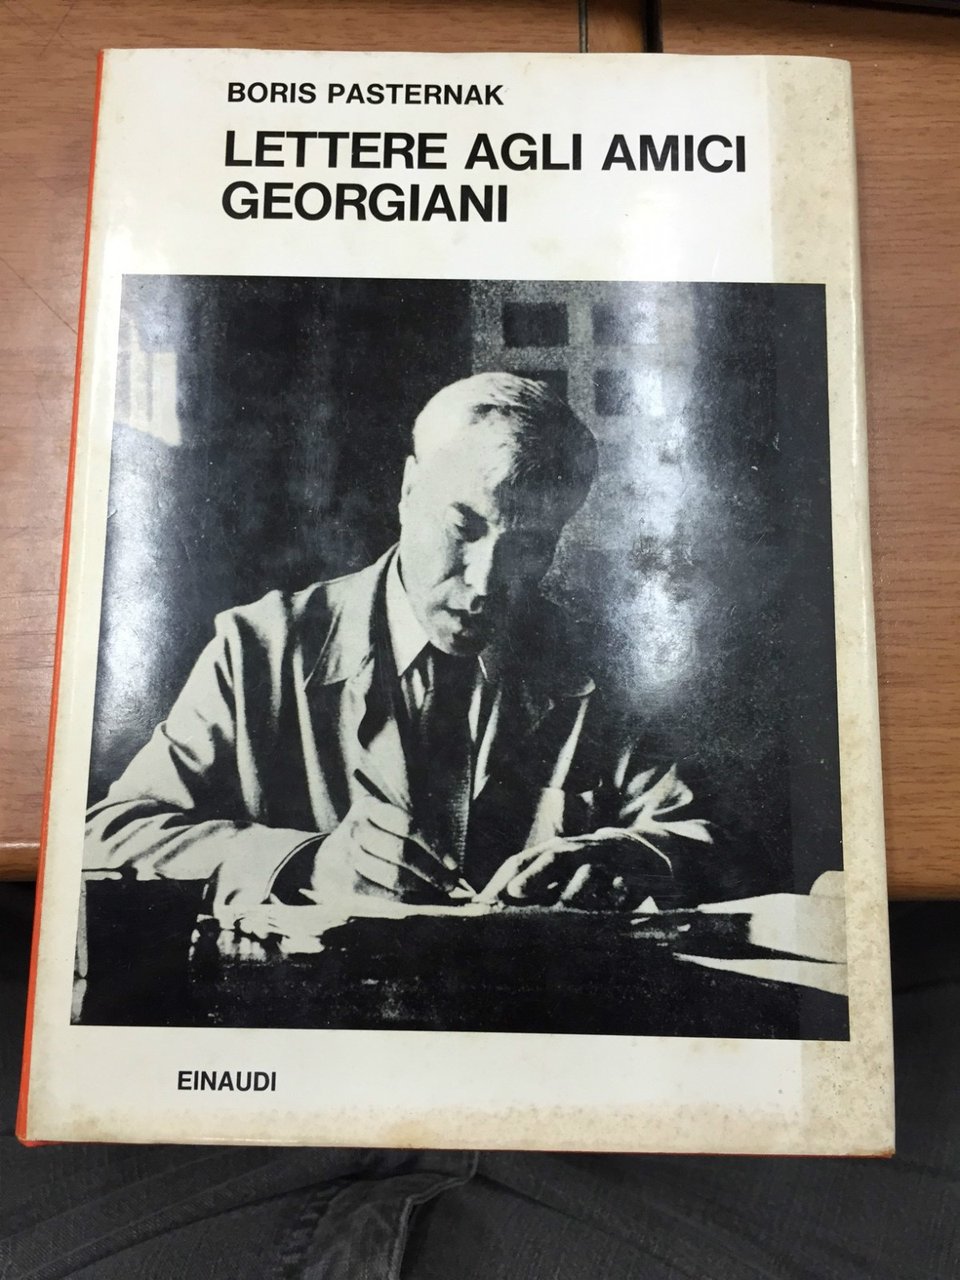 BORIS PASTERNAK
LETTERE AGLI AMICI
GEORGIANI
EINAUDI